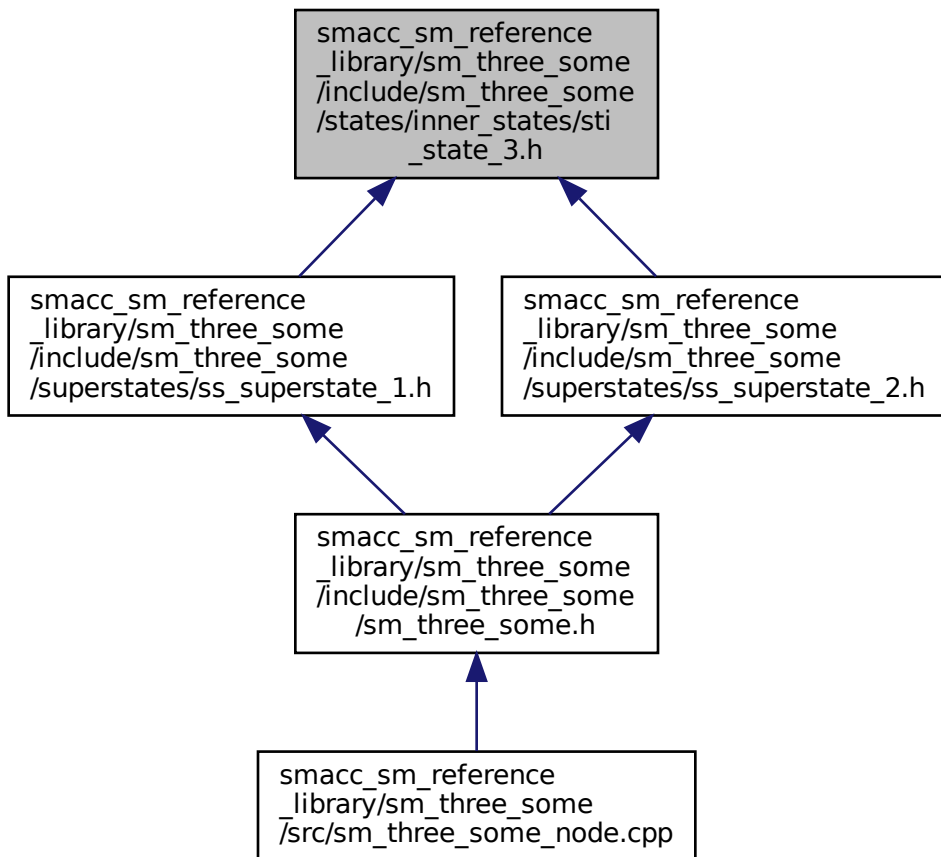 smacc_sm_reference
_library/sm_three_some
/include/sm_three_some
/states/inner_states/sti
_state_3.h
smacc_sm_reference
_library/sm_three_some
/include/sm_three_some
/superstates/ss_superstate_1.h
smacc_sm_reference
_library/sm_three_some
/include/sm_three_some
/superstates/ss_superstate_2.h
smacc_sm_reference
_library/sm_three_some
/include/sm_three_some
/sm_three_some.h
smacc_sm_reference
_library/sm_three_some
/src/sm_three_some_node.cpp